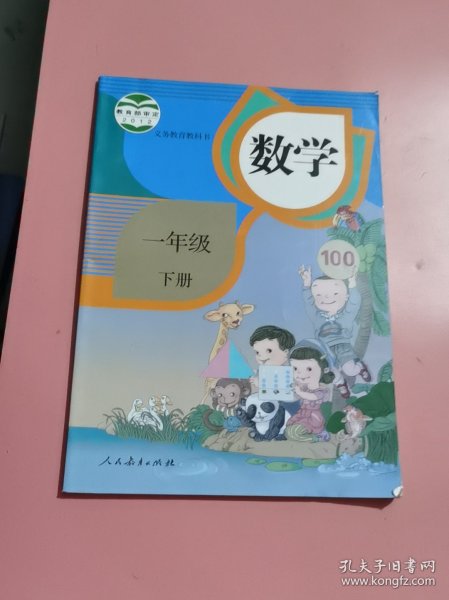 教育部审定
2012
义务教育教科书
数学
一年级
下册
100
人民教育出版社
孔夫子旧书网
www.kongfz.com